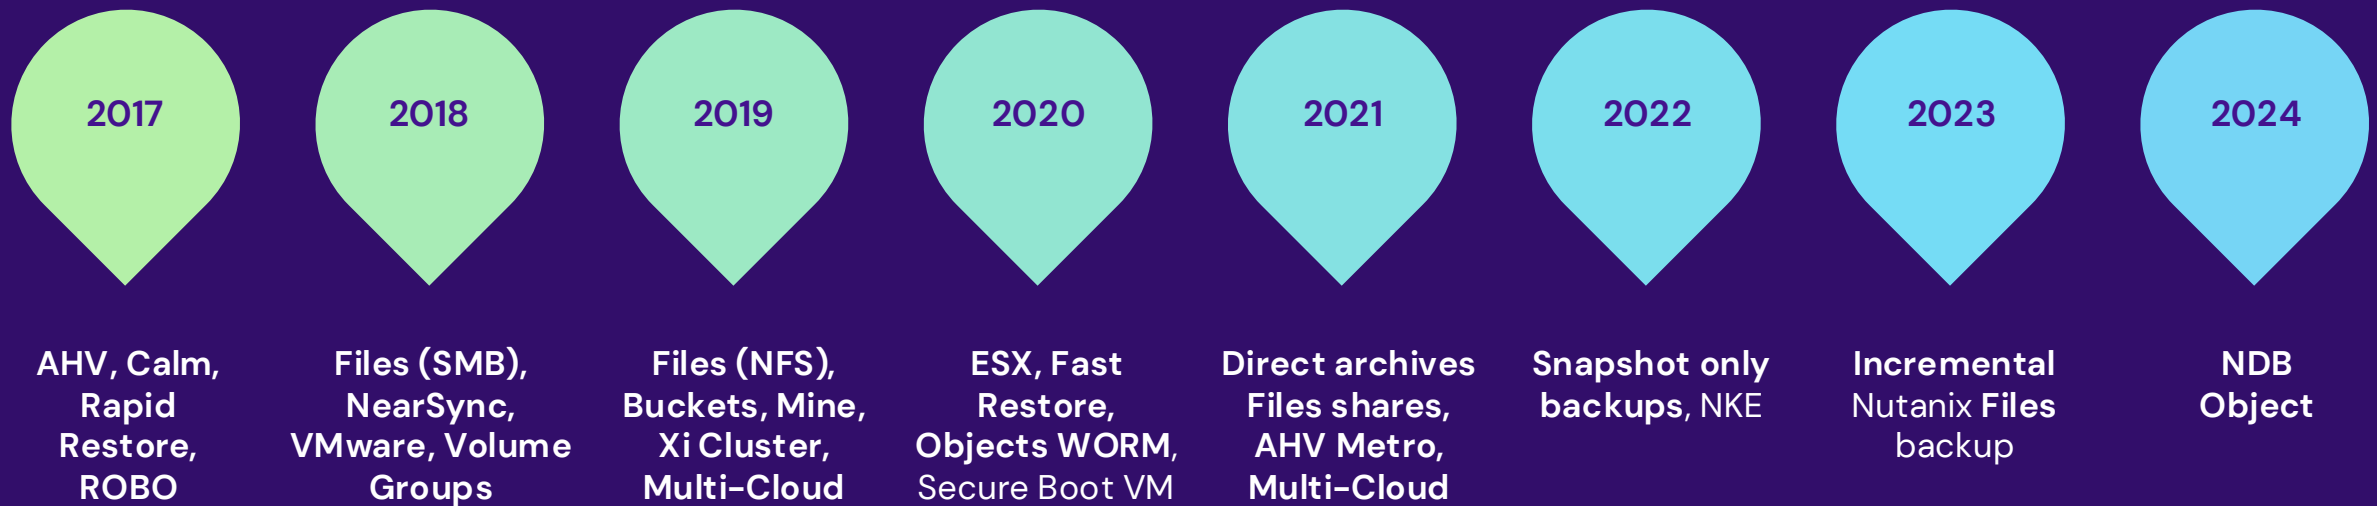 2017
AHV, Calm,
Rapid
Restore,
ROBO
2018
Files (SMB),
NearSync,
VMware, Volume
Groups
2019
Files (NFS),
Buckets, Mine,
Xi Cluster,
Multi-Cloud
2020
ESX, Fast
Restore,
Objects WORM,
Secure Boot VM
2021
Direct archives
Files shares,
AHV Metro,
Multi-Cloud
2022
Snapshot only
backups, NKE
2023
Incremental
Nutanix Files
backup
2024
NDB
Object